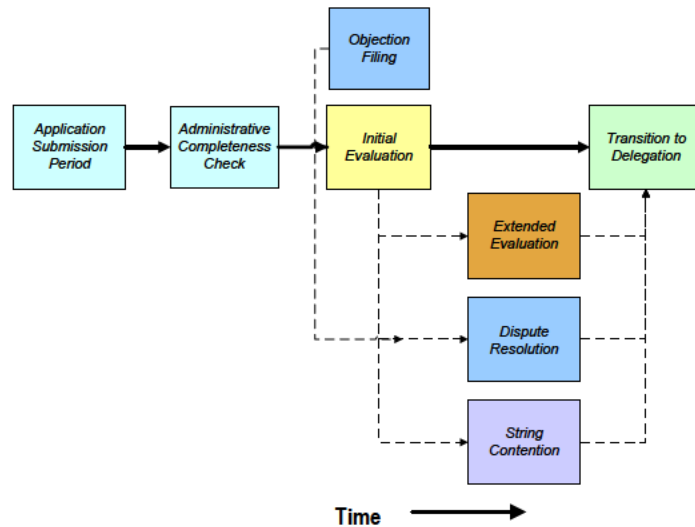 Objection
Filing
Application
Submission
Period
Administrative
Completeness
Check
Initial
Evaluation
Transition to
Delegation
Extended
Evaluation
Dispute
Resolution
String
Contention
Time